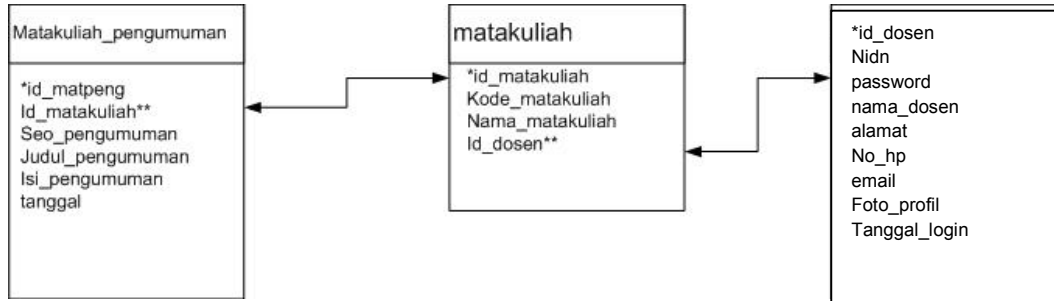 Matakuliah_pengumuman
*id_matpeng
Id_matakuliah**
Seo_pengumuman
Judul_pengumuman
Isi_pengumuman
tanggal
matakuliah
*id_matakuliah
Kode_matakuliah
Nama_matakuliah
Id_dosen**
*id_dosen
Nidn
password
nama_dosen
alamat
No_hp
email
Foto_profil
Tanggal_login